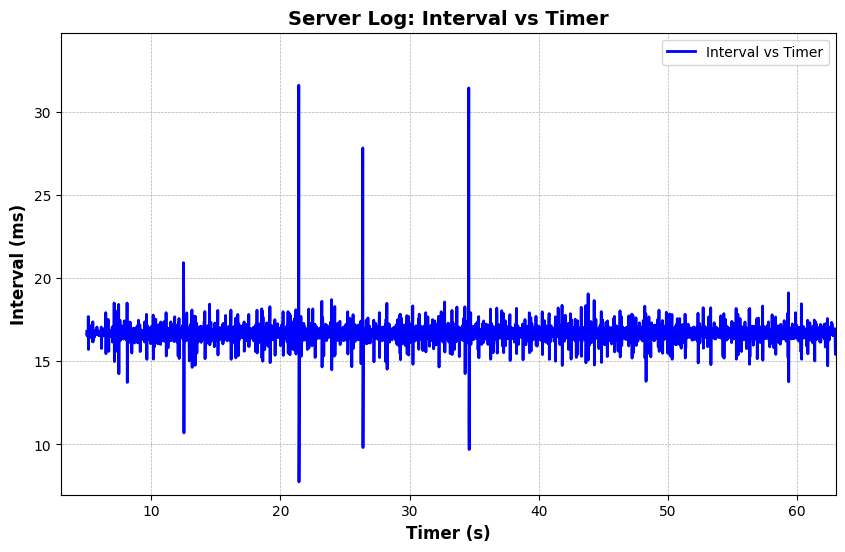 Server Log: Interval vs Timer
Interval vs Timer
30
25
20
15
10
Interval (ms)
10 20 30 40 50 60
Timer (s)